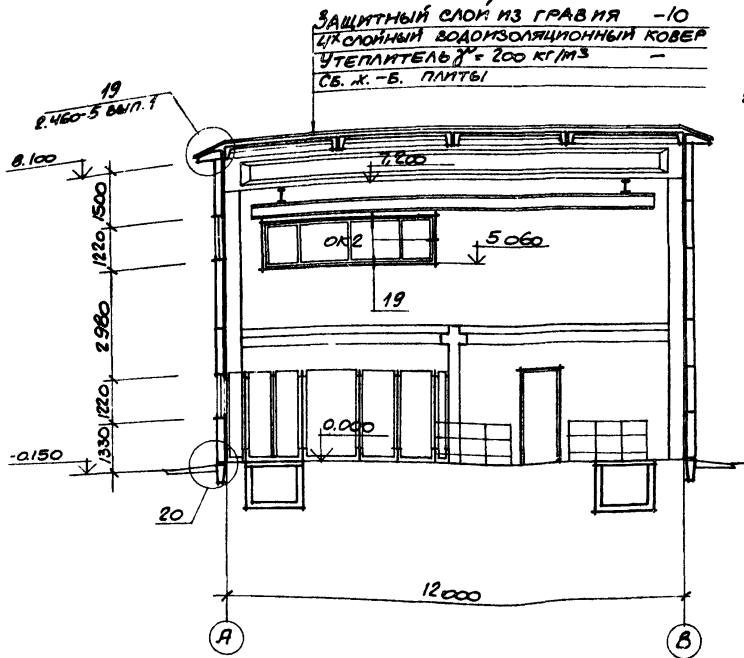 ЗАЩИТНЫЙ СЛОЙ ИЗ ГРАВИЯ -10
4Х СЛОЙНЫЙ ВОДОИЗОЛЯЦИОННЫЙ КОВЕР
УТЕПЛИТЕЛЬ γ = 200 КГ/М3 -
СБ. Ж.-Б. ПЛИТЫ
19
2.460-5 ВЫП.1
8.100
7,200
1500
1220
ОК2
5.060
2980
19
1220
0.000
1330
-0.150
20
12000
А
В